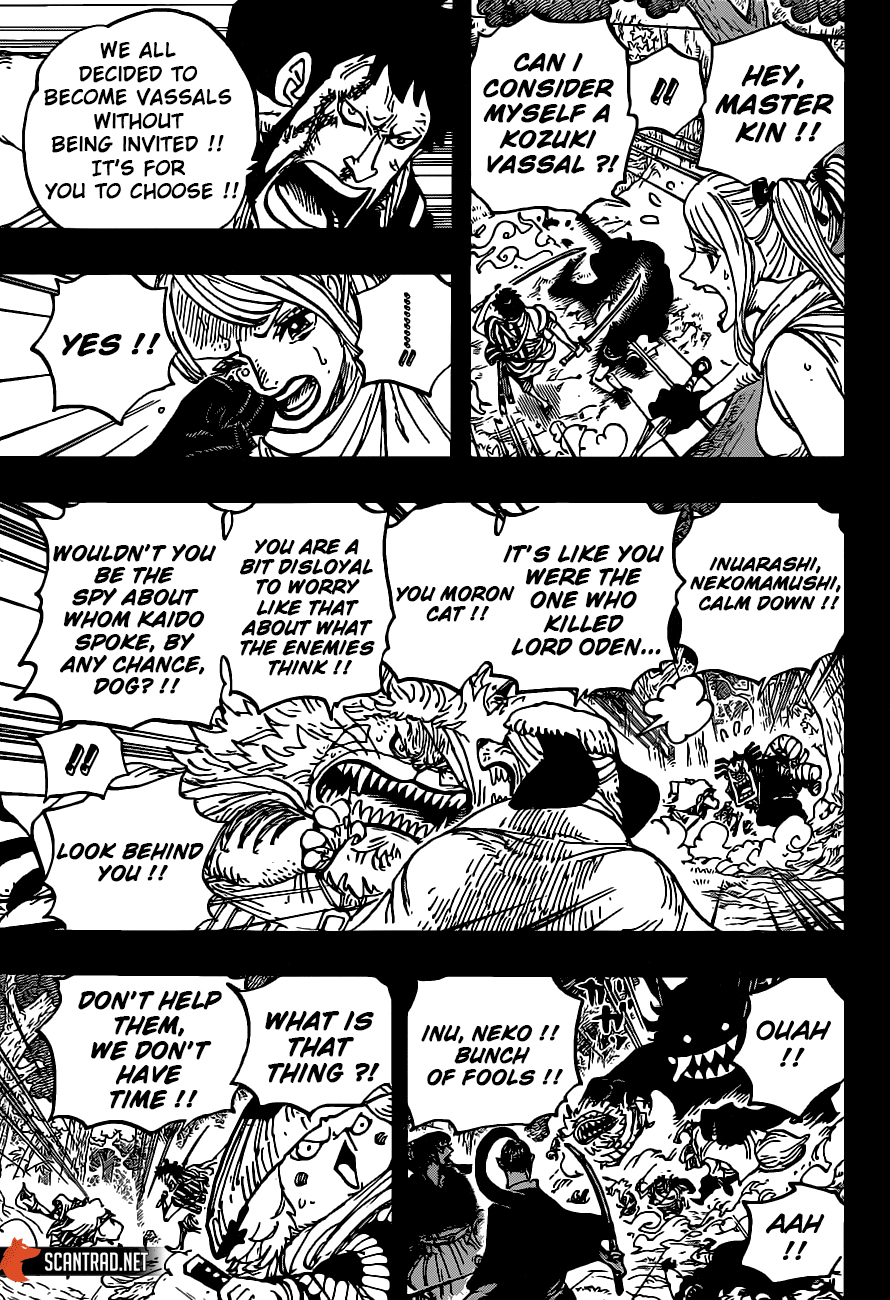 HEY,
MASTER
KIN !!
!!
CAN I
CONSIDER
MYSELF A
KOZUKI
VASSAL ?!
WE ALL
DECIDED TO
BECOME VASSALS
WITHOUT
BEING INVITED !!
IT'S FOR
YOU TO CHOOSE !!
..........!!
YES !!
INUARASHI,
NEKOMAMUSHI,
CALM DOWN !!
IT'S LIKE YOU
WERE THE
ONE WHO
KILLED
LORD ODEN...
YOU MORON
CAT !!
YOU ARE A
BIT DISLOYAL
TO WORRY
LIKE THAT
ABOUT WHAT
THE ENEMIES
THINK !!
WOULDN'T YOU
BE THE
SPY ABOUT
WHOM KAIDO
SPOKE, BY
ANY CHANCE,
DOG? !!
!!
LOOK BEHIND
YOU !!
OUAH
!!
INU, NEKO !!
BUNCH
OF FOOLS !!
AAH
!!
WHAT IS
THAT
THING ?!
DON'T HELP
THEM,
WE DON'T
HAVE
TIME !!
SCANTRAD.NET